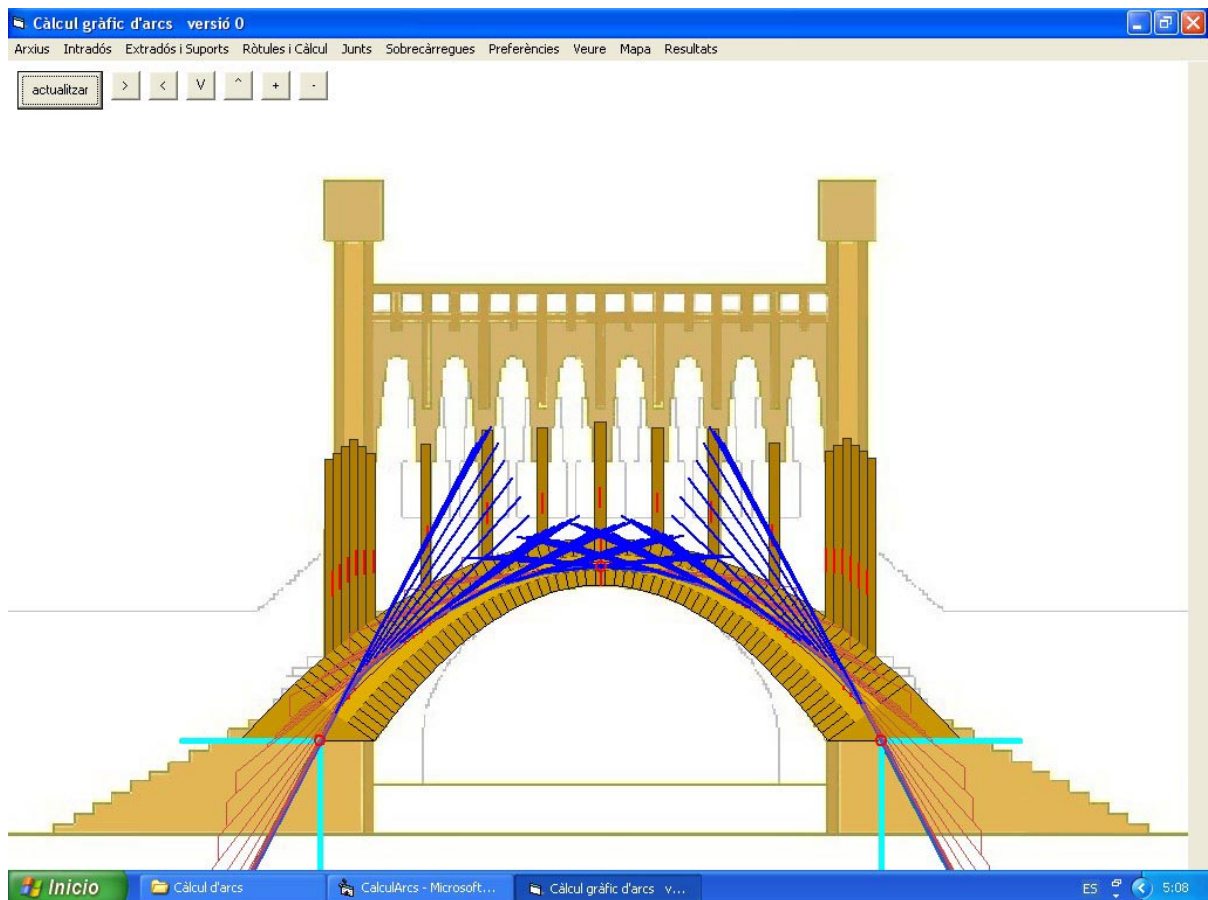 Càlcul gràfic d'arcs versió 0
Arxius Intradós Extradós i Suports Ròtules i Càlcul Junts Sobrecàrregues Preferències Veure Mapa Resultats
actualitzar > < V ^ + -
Inicio Càlcul d'arcs CalculArcs - Microsoft... Càlcul gràfic d'arcs v... ES 5:08